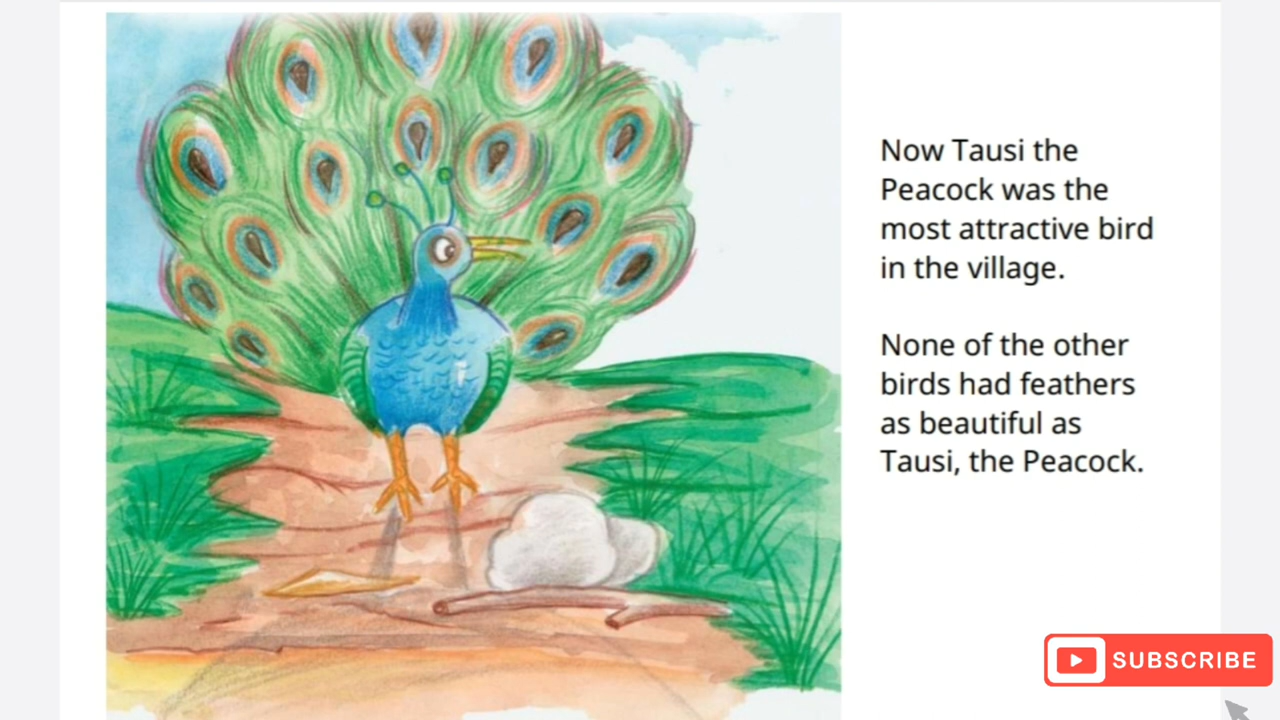 Now Tausi the
Peacock was the
most attractive bird
in the village.
None of the other
birds had feathers
as beautiful as
Tausi, the Peacock.
SUBSCRIBE